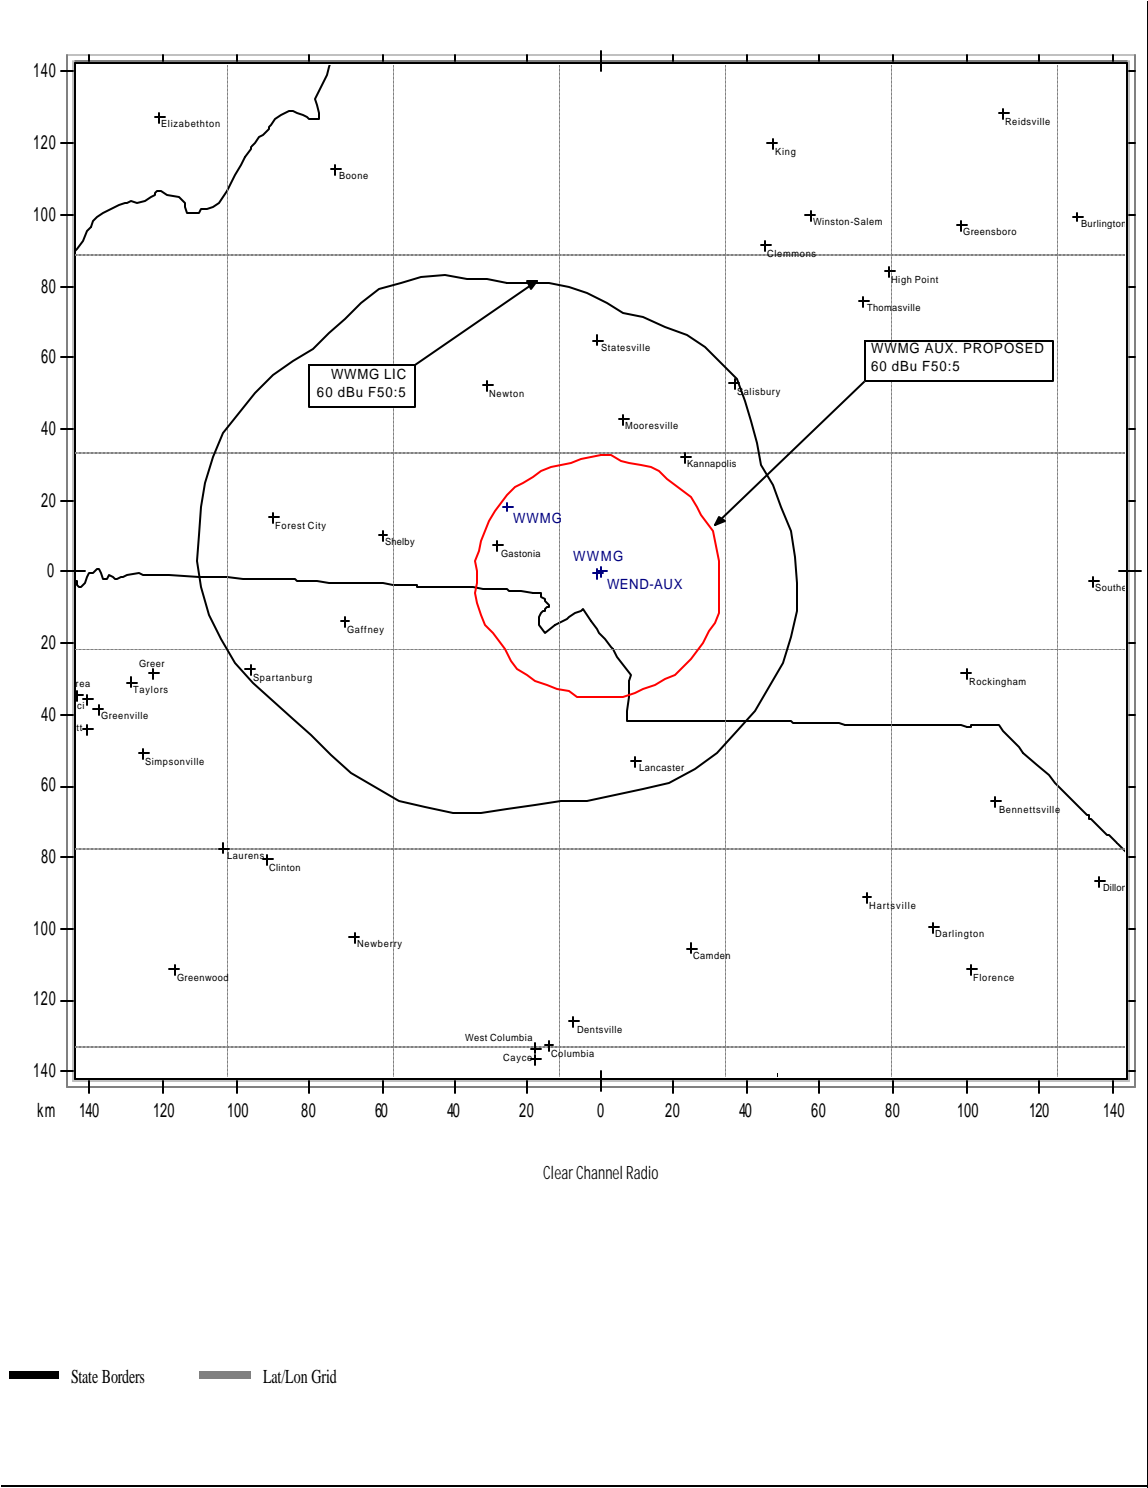 140
120
100
80
60
40
20
0
20
40
60
80
100
120
140
Elizabethton
Boone
King
Reidsville
Winston-Salem
Greensboro
Burlington
Clemmons
High Point
Thomasville
Statesville
WWMG AUX. PROPOSED
60 dBu F50:5
WWMG LIC
60 dBu F50:5
Newton
Salisbury
Mooresville
Kannapolis
WWMG
Forest City
Shelby
Gastonia
WWMG
WEND-AUX
Southe
Gaffney
Greer
Spartanburg
Taylors
rea
ci
Greenville
tt
Rockingham
Simpsonville
Lancaster
Bennettsville
Laurens
Clinton
Dillon
Hartsville
Darlington
Newberry
Camden
Greenwood
Florence
Dentsville
West Columbia
Columbia
Cayce
km 140 120 100 80 60 40 20 0 20 40 60 80 100 120 140
Clear Channel Radio
State Borders Lat/Lon Grid